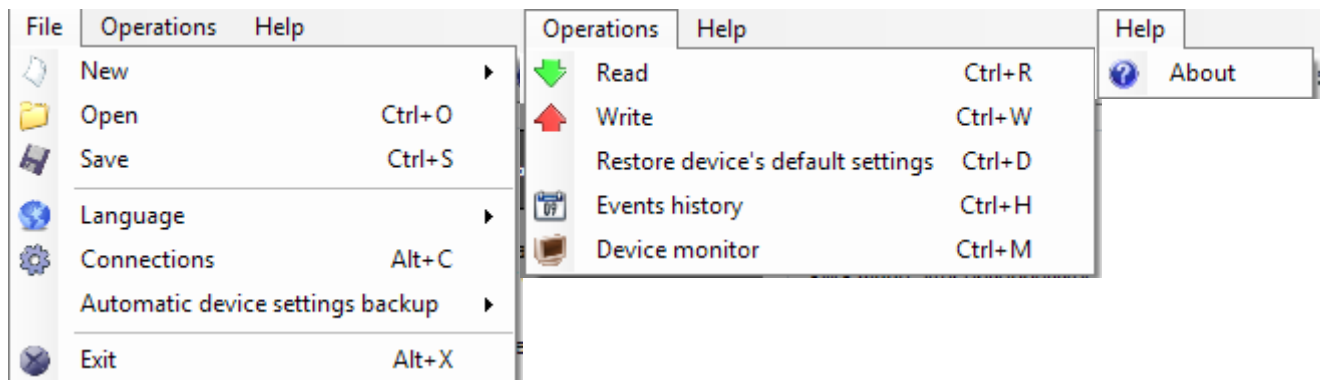 File Operations Help
New
Open Ctrl+O
Save Ctrl+S
Language
Connections Alt+C
Automatic device settings backup
Exit Alt+X
Operations Help
Read Ctrl+R
Write Ctrl+W
Restore device's default settings Ctrl+D
Events history Ctrl+H
Device monitor Ctrl+M
Help
About